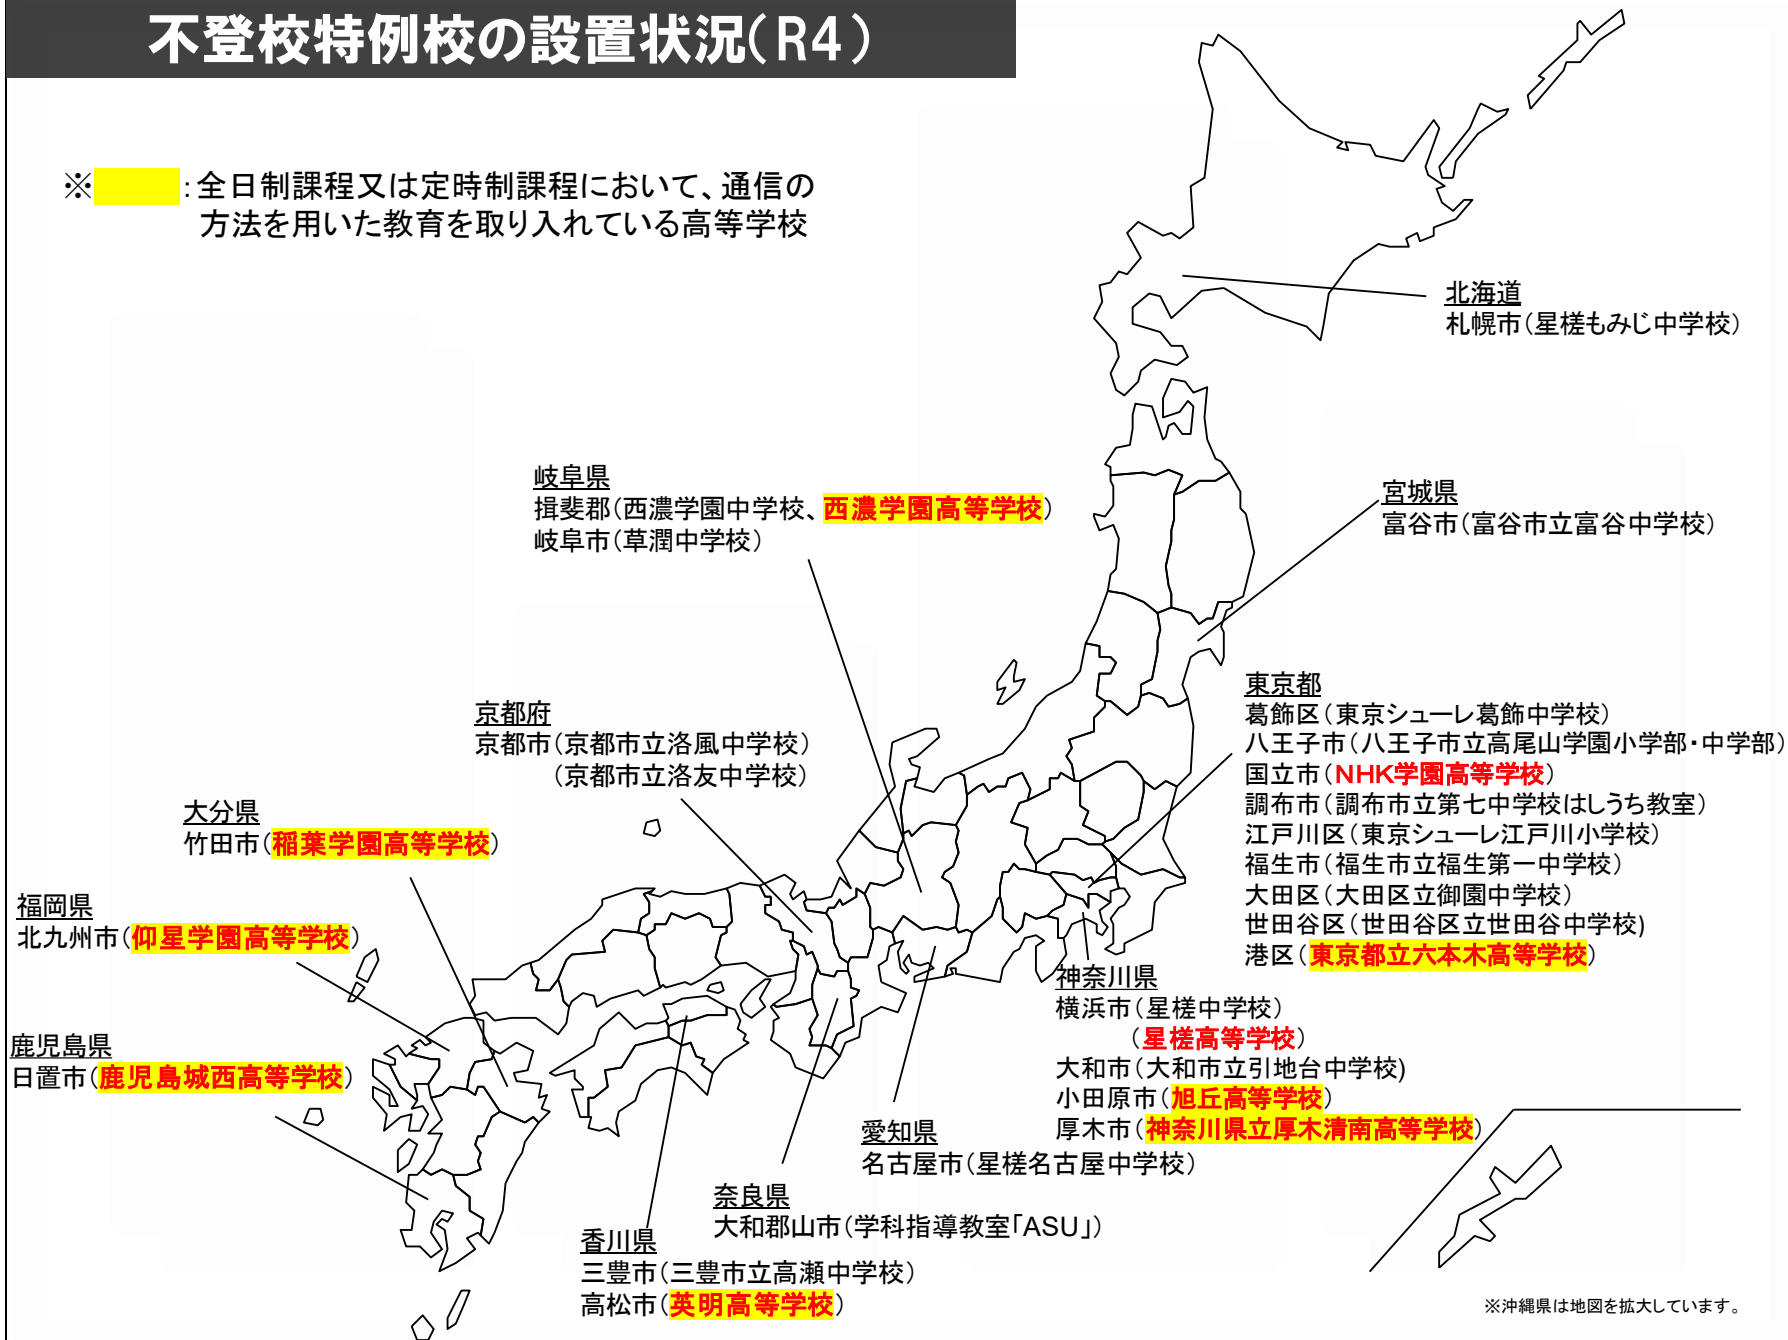 不登校特例校の設置状況(R4)
※　　　:全日制課程又は定時制課程において、通信の
方法を用いた教育を取り入れている高等学校
北海道
札幌市(星槎もみじ中学校)
岐阜県
揖斐郡(西濃学園中学校、西濃学園高等学校)
岐阜市(草潤中学校)
宮城県
富谷市(富谷市立富谷中学校)
東京都
葛飾区(東京シューレ葛飾中学校)
八王子市(八王子市立高尾山学園小学部・中学部)
国立市(NHK学園高等学校)
調布市(調布市立第七中学校はしうち教室)
江戸川区(東京シューレ江戸川小学校)
福生市(福生市立福生第一中学校)
大田区(大田区立御園中学校)
世田谷区(世田谷区立世田谷中学校)
港区(東京都立六本木高等学校)
京都府
京都市(京都市立洛風中学校)
(京都市立洛友中学校)
大分県
竹田市(稲葉学園高等学校)
福岡県
北九州市(仰星学園高等学校)
鹿児島県
日置市(鹿児島城西高等学校)
神奈川県
横浜市(星槎中学校)
(星槎高等学校)
大和市(大和市立引地台中学校)
小田原市(旭丘高等学校)
厚木市(神奈川県立厚木清南高等学校)
愛知県
名古屋市(星槎名古屋中学校)
奈良県
大和郡山市(学科指導教室「ASU」)
香川県
三豊市(三豊市立高瀬中学校)
高松市(英明高等学校)
※沖縄県は地図を拡大しています。